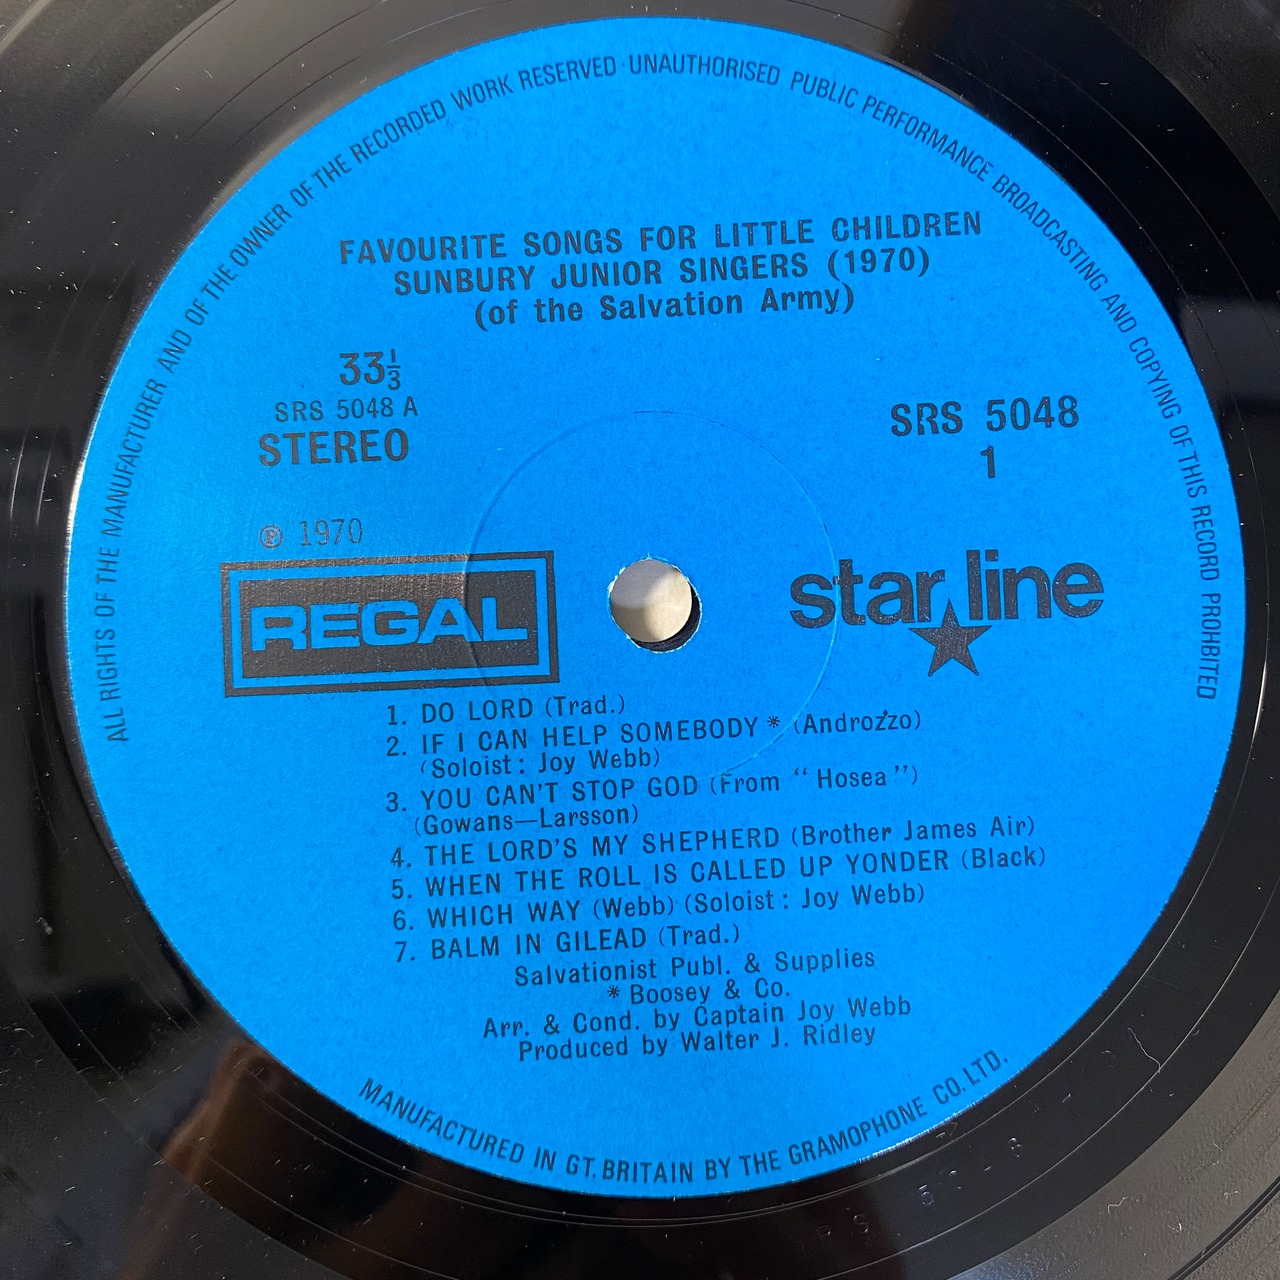 ALL RIGHTS OF THE MANUFACTURER AND OF THE OWNER OF THE RECORDED WORK RESERVED · UNAUTHORISED PUBLIC PERFORMANCE BROADCASTING AND COPYING OF THIS RECORD PROHIBITED
FAVOURITE SONGS FOR LITTLE CHILDREN
SUNBURY JUNIOR SINGERS (1970)
(of the Salvation Army)
33⅓
SRS 5048 A
STEREO
SRS 5048
1
℗ 1970
REGAL
star line
1. DO LORD (Trad.)
2. IF I CAN HELP SOMEBODY * (Androzzo)
(Soloist: Joy Webb)
3. YOU CAN'T STOP GOD (From “ Hosea ”)
(Gowans—Larsson)
4. THE LORD'S MY SHEPHERD (Brother James Air)
5. WHEN THE ROLL IS CALLED UP YONDER (Black)
6. WHICH WAY (Webb) (Soloist: Joy Webb)
7. BALM IN GILEAD (Trad.)
Salvationist Publ. & Supplies
* Boosey & Co.
Arr. & Cond. by Captain Joy Webb
Produced by Walter J. Ridley
MANUFACTURED IN GT. BRITAIN BY THE GRAMOPHONE CO. LTD.